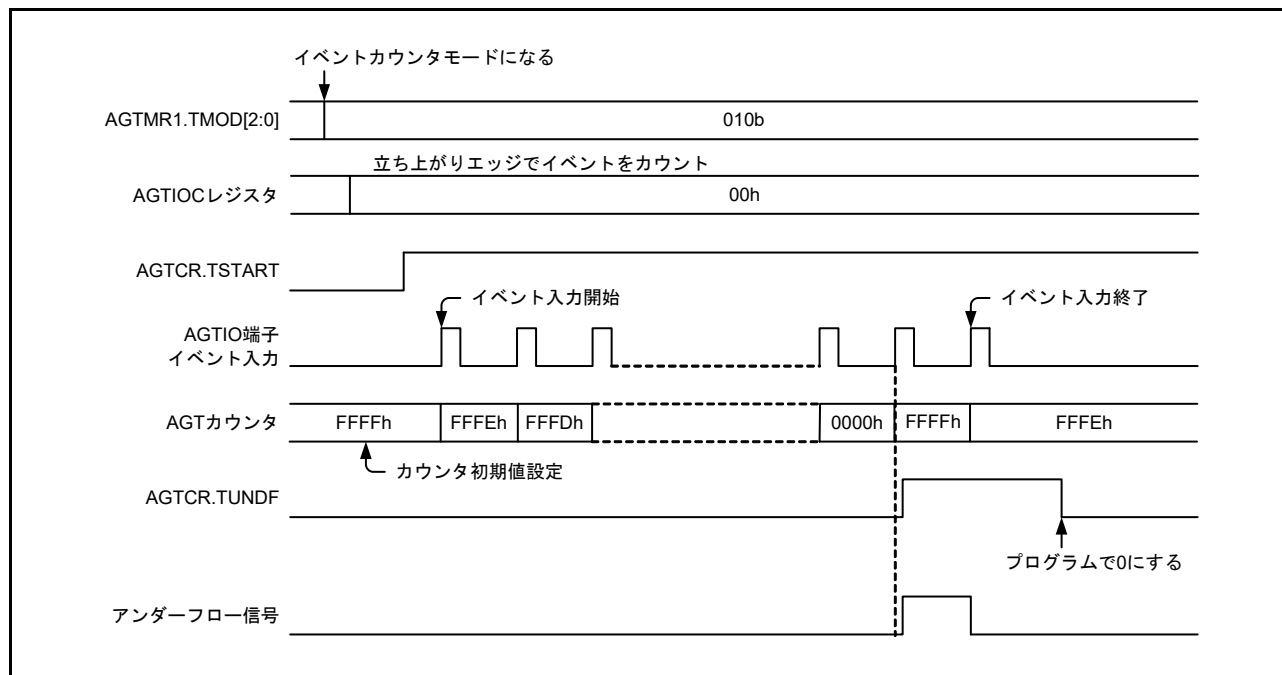 イベントカウンタモードになる
AGTMR1.TMOD[2:0]
010b
立ち上がりエッジでイベントをカウント
AGTIOCレジスタ
00h
AGTCR.TSTART
イベント入力開始
イベント入力終了
AGTIO端子
イベント入力
AGTカウンタ
FFFFh
FFFEh
FFFDh
0000h
FFFFh
FFFEh
カウンタ初期値設定
AGTCR.TUNDF
プログラムで0にする
アンダーフロー信号